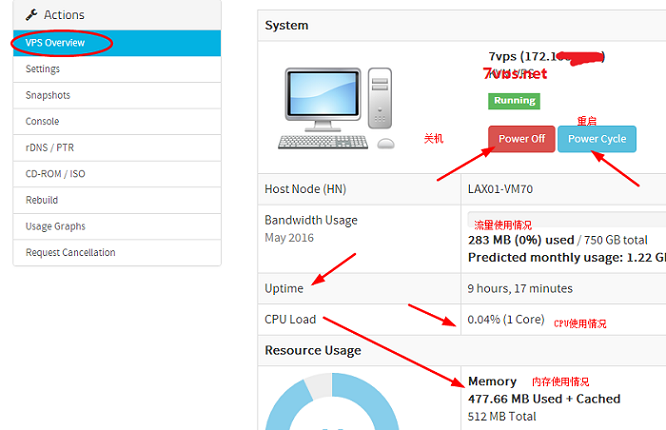 Actions
VPS Overview
Settings
Snapshots
Console
rDNS / PTR
CD-ROM / ISO
Rebuild
Usage Graphs
Request Cancellation
System
7vps (172.1
7vps.net
Running
关机
重启
Power Off
Power Cycle
Host Node (HN)
LAX01-VM70
Bandwidth Usage
May 2016
流量使用情况
283 MB (0%) used / 750 GB total
Predicted monthly usage: 1.22 G
Uptime
9 hours, 17 minutes
CPU Load
0.04% (1 Core)
CPU使用情况
Resource Usage
Memory
内存使用情况
477.66 MB Used + Cached
512 MB Total